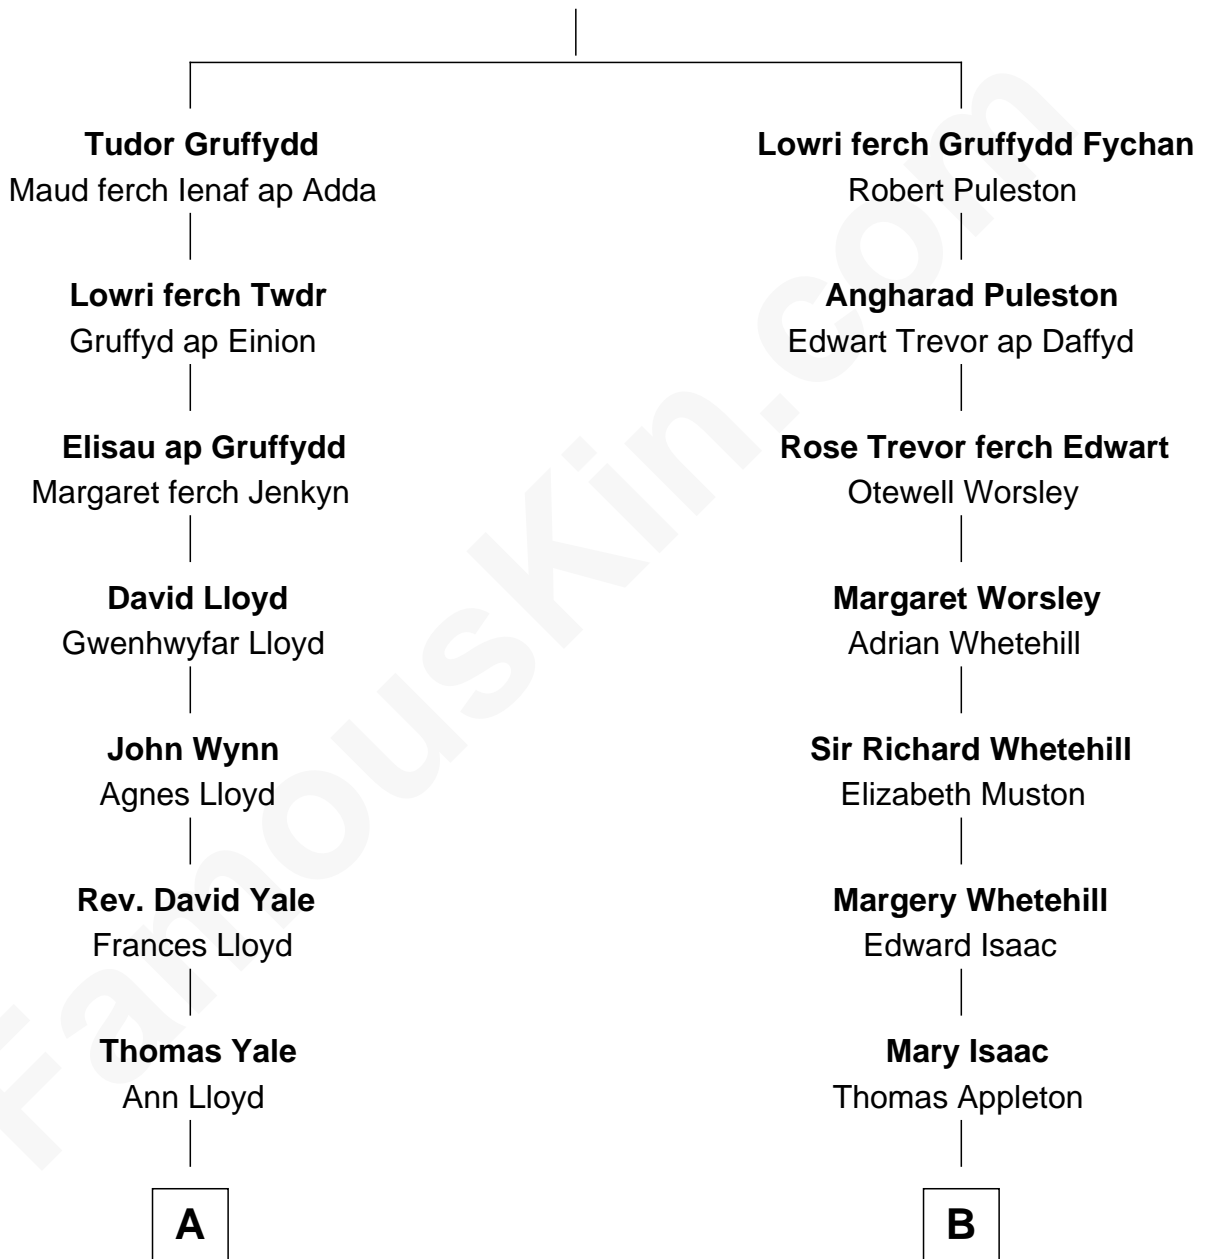 Tudor Gruffydd
Maud ferch Ienaf ap Adda
Lowri ferch Twdr
Gruffyd ap Einion
Elisau ap Gruffydd
Margaret ferch Jenkyn
David Lloyd
Gwenhwyfar Lloyd
John Wynn
Agnes Lloyd
Rev. David Yale
Frances Lloyd
Thomas Yale
Ann Lloyd
A
Lowri ferch Gruffydd Fychan
Robert Puleston
Angharad Puleston
Edwart Trevor ap Daffyd
Rose Trevor ferch Edwart
Otewell Worsley
Margaret Worsley
Adrian Whetehill
Sir Richard Whetehill
Elizabeth Muston
Margery Whetehill
Edward Isaac
Mary Isaac
Thomas Appleton
B
FamousKin.com